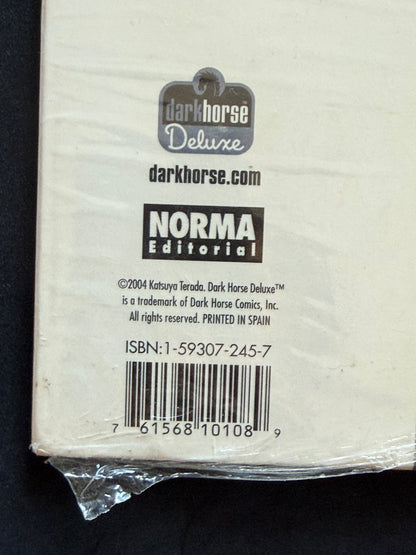 darkhorse™
Deluxe
darkhorse.com
NORMA
Editorial
©2004 Katsuya Terada. Dark Horse Deluxe™
is a trademark of Dark Horse Comics, Inc.
All rights reserved. PRINTED IN SPAIN
ISBN:1-59307-245-7
7 61568 10108 9